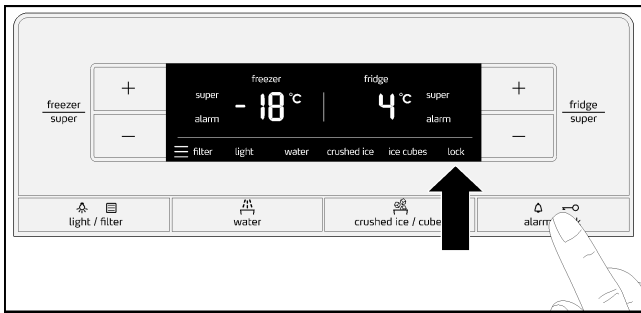 freezer
super
+
−
freezer
fridge
super
super
- 18 °C
4 °C
alarm
alarm
filter
light
water
crushed ice
ice cubes
lock
+
−
fridge
super
light / filter
water
crushed ice / cube
alarm